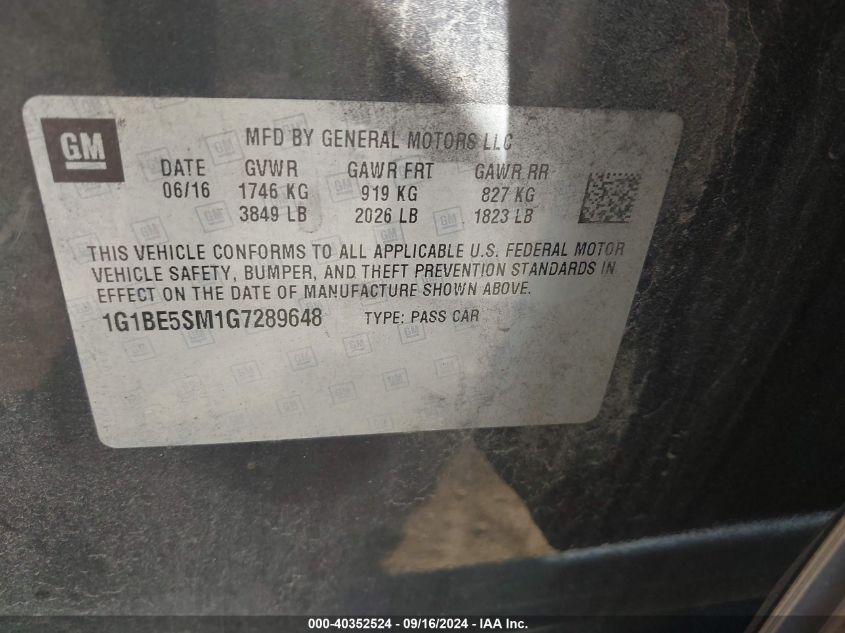 GM
MFD BY GENERAL MOTORS LLC
DATE GVWR GAWR FRT GAWR RR
06/16 1746 KG 919 KG 827 KG
3849 LB 2026 LB 1823 LB
THIS VEHICLE CONFORMS TO ALL APPLICABLE U.S. FEDERAL MOTOR
VEHICLE SAFETY, BUMPER, AND THEFT PREVENTION STANDARDS IN
EFFECT ON THE DATE OF MANUFACTURE SHOWN ABOVE.
1G1BE5SM1G7289648 TYPE: PASS CAR
000-40352524 - 09/16/2024 - IAA Inc.